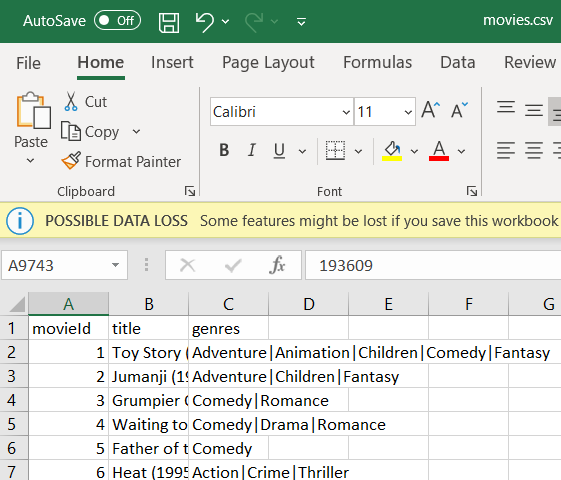 AutoSave Off movies.csv
File Home Insert Page Layout Formulas Data Review
Paste
Cut
Copy
Format Painter
Clipboard
Calibri 11 A A
B I U A
Font
POSSIBLE DATA LOSS Some features might be lost if you save this workbook
A9743 fx 193609
A B C D E F G
1 movieId title genres
2 1 Toy Story ( Adventure|Animation|Children|Comedy|Fantasy
3 2 Jumanji (19 Adventure|Children|Fantasy
4 3 Grumpier Comedy|Romance
5 4 Waiting to Comedy|Drama|Romance
6 5 Father of t Comedy
7 6 Heat (1995 Action|Crime|Thriller